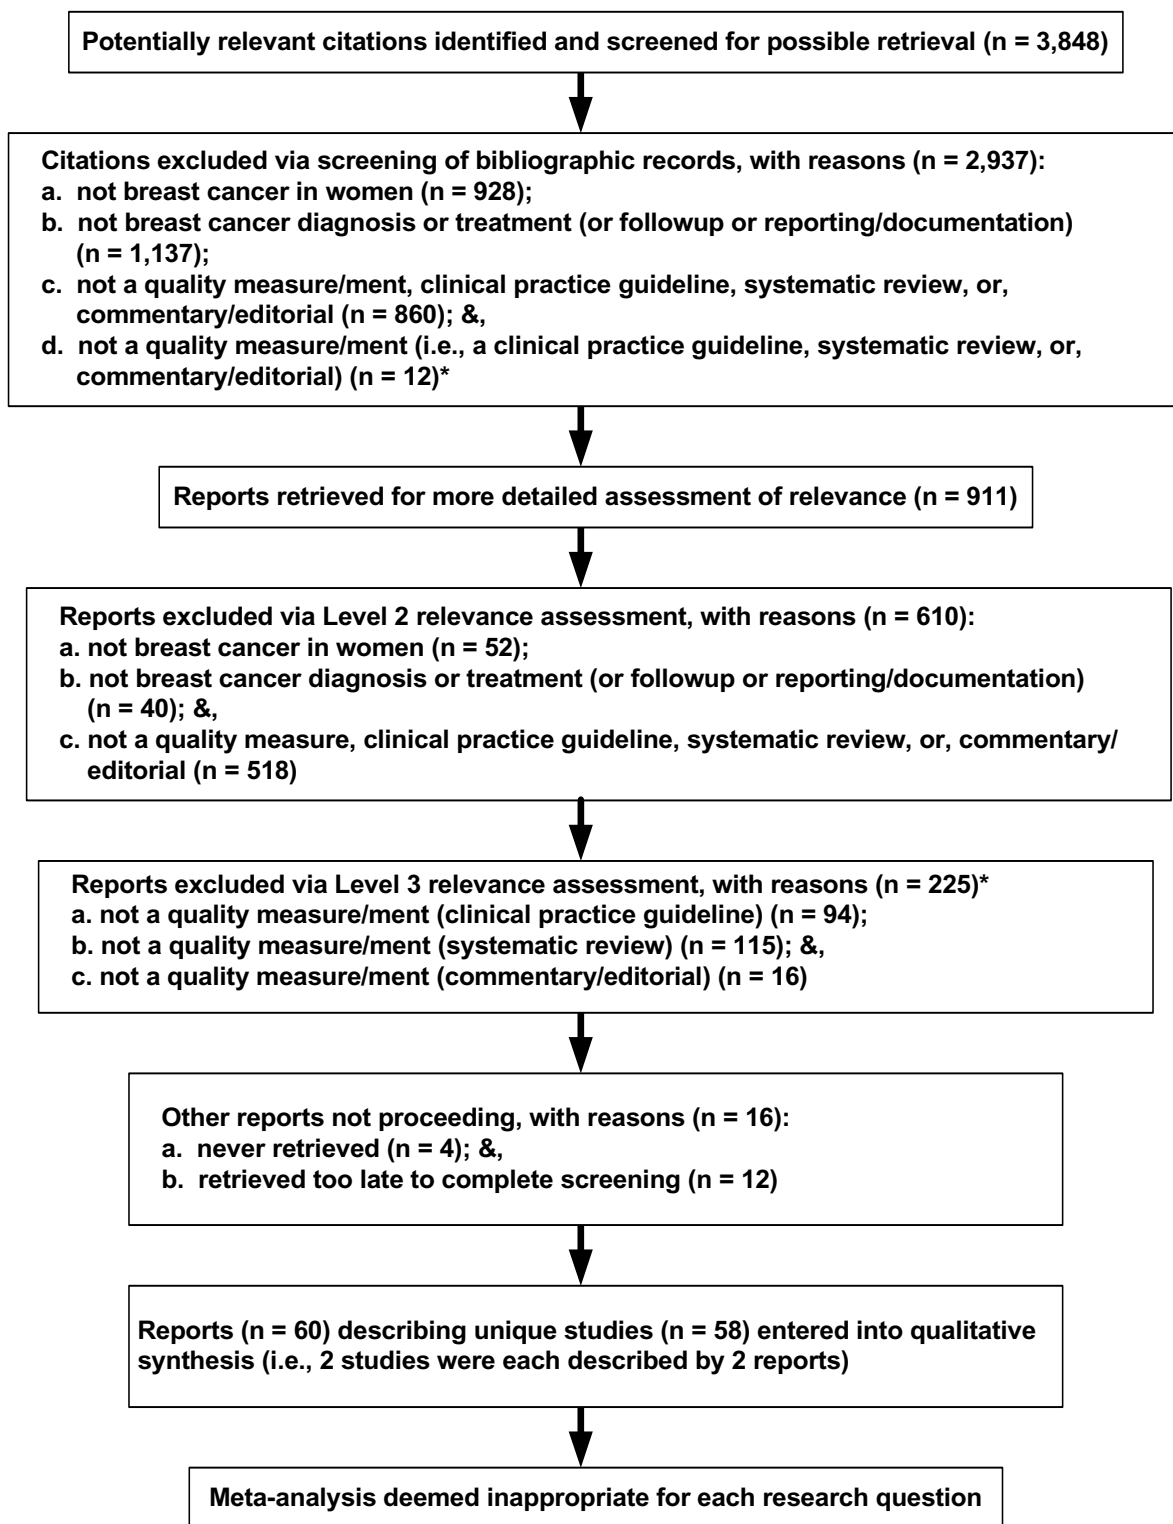 Potentially relevant citations identified and screened for possible retrieval (n = 3,848)
Citations excluded via screening of bibliographic records, with reasons (n = 2,937):
a. not breast cancer in women (n = 928);
b. not breast cancer diagnosis or treatment (or followup or reporting/documentation)
(n = 1,137);
c. not a quality measure/ment, clinical practice guideline, systematic review, or,
commentary/editorial (n = 860); &,
d. not a quality measure/ment (i.e., a clinical practice guideline, systematic review, or,
commentary/editorial) (n = 12)*
Reports retrieved for more detailed assessment of relevance (n = 911)
Reports excluded via Level 2 relevance assessment, with reasons (n = 610):
a. not breast cancer in women (n = 52);
b. not breast cancer diagnosis or treatment (or followup or reporting/documentation)
(n = 40); &,
c. not a quality measure, clinical practice guideline, systematic review, or, commentary/
editorial (n = 518)
Reports excluded via Level 3 relevance assessment, with reasons (n = 225)*
a. not a quality measure/ment (clinical practice guideline) (n = 94);
b. not a quality measure/ment (systematic review) (n = 115); &,
c. not a quality measure/ment (commentary/editorial) (n = 16)
Other reports not proceeding, with reasons (n = 16):
a. never retrieved (n = 4); &,
b. retrieved too late to complete screening (n = 12)
Reports (n = 60) describing unique studies (n = 58) entered into qualitative
synthesis (i.e., 2 studies were each described by 2 reports)
Meta-analysis deemed inappropriate for each research question